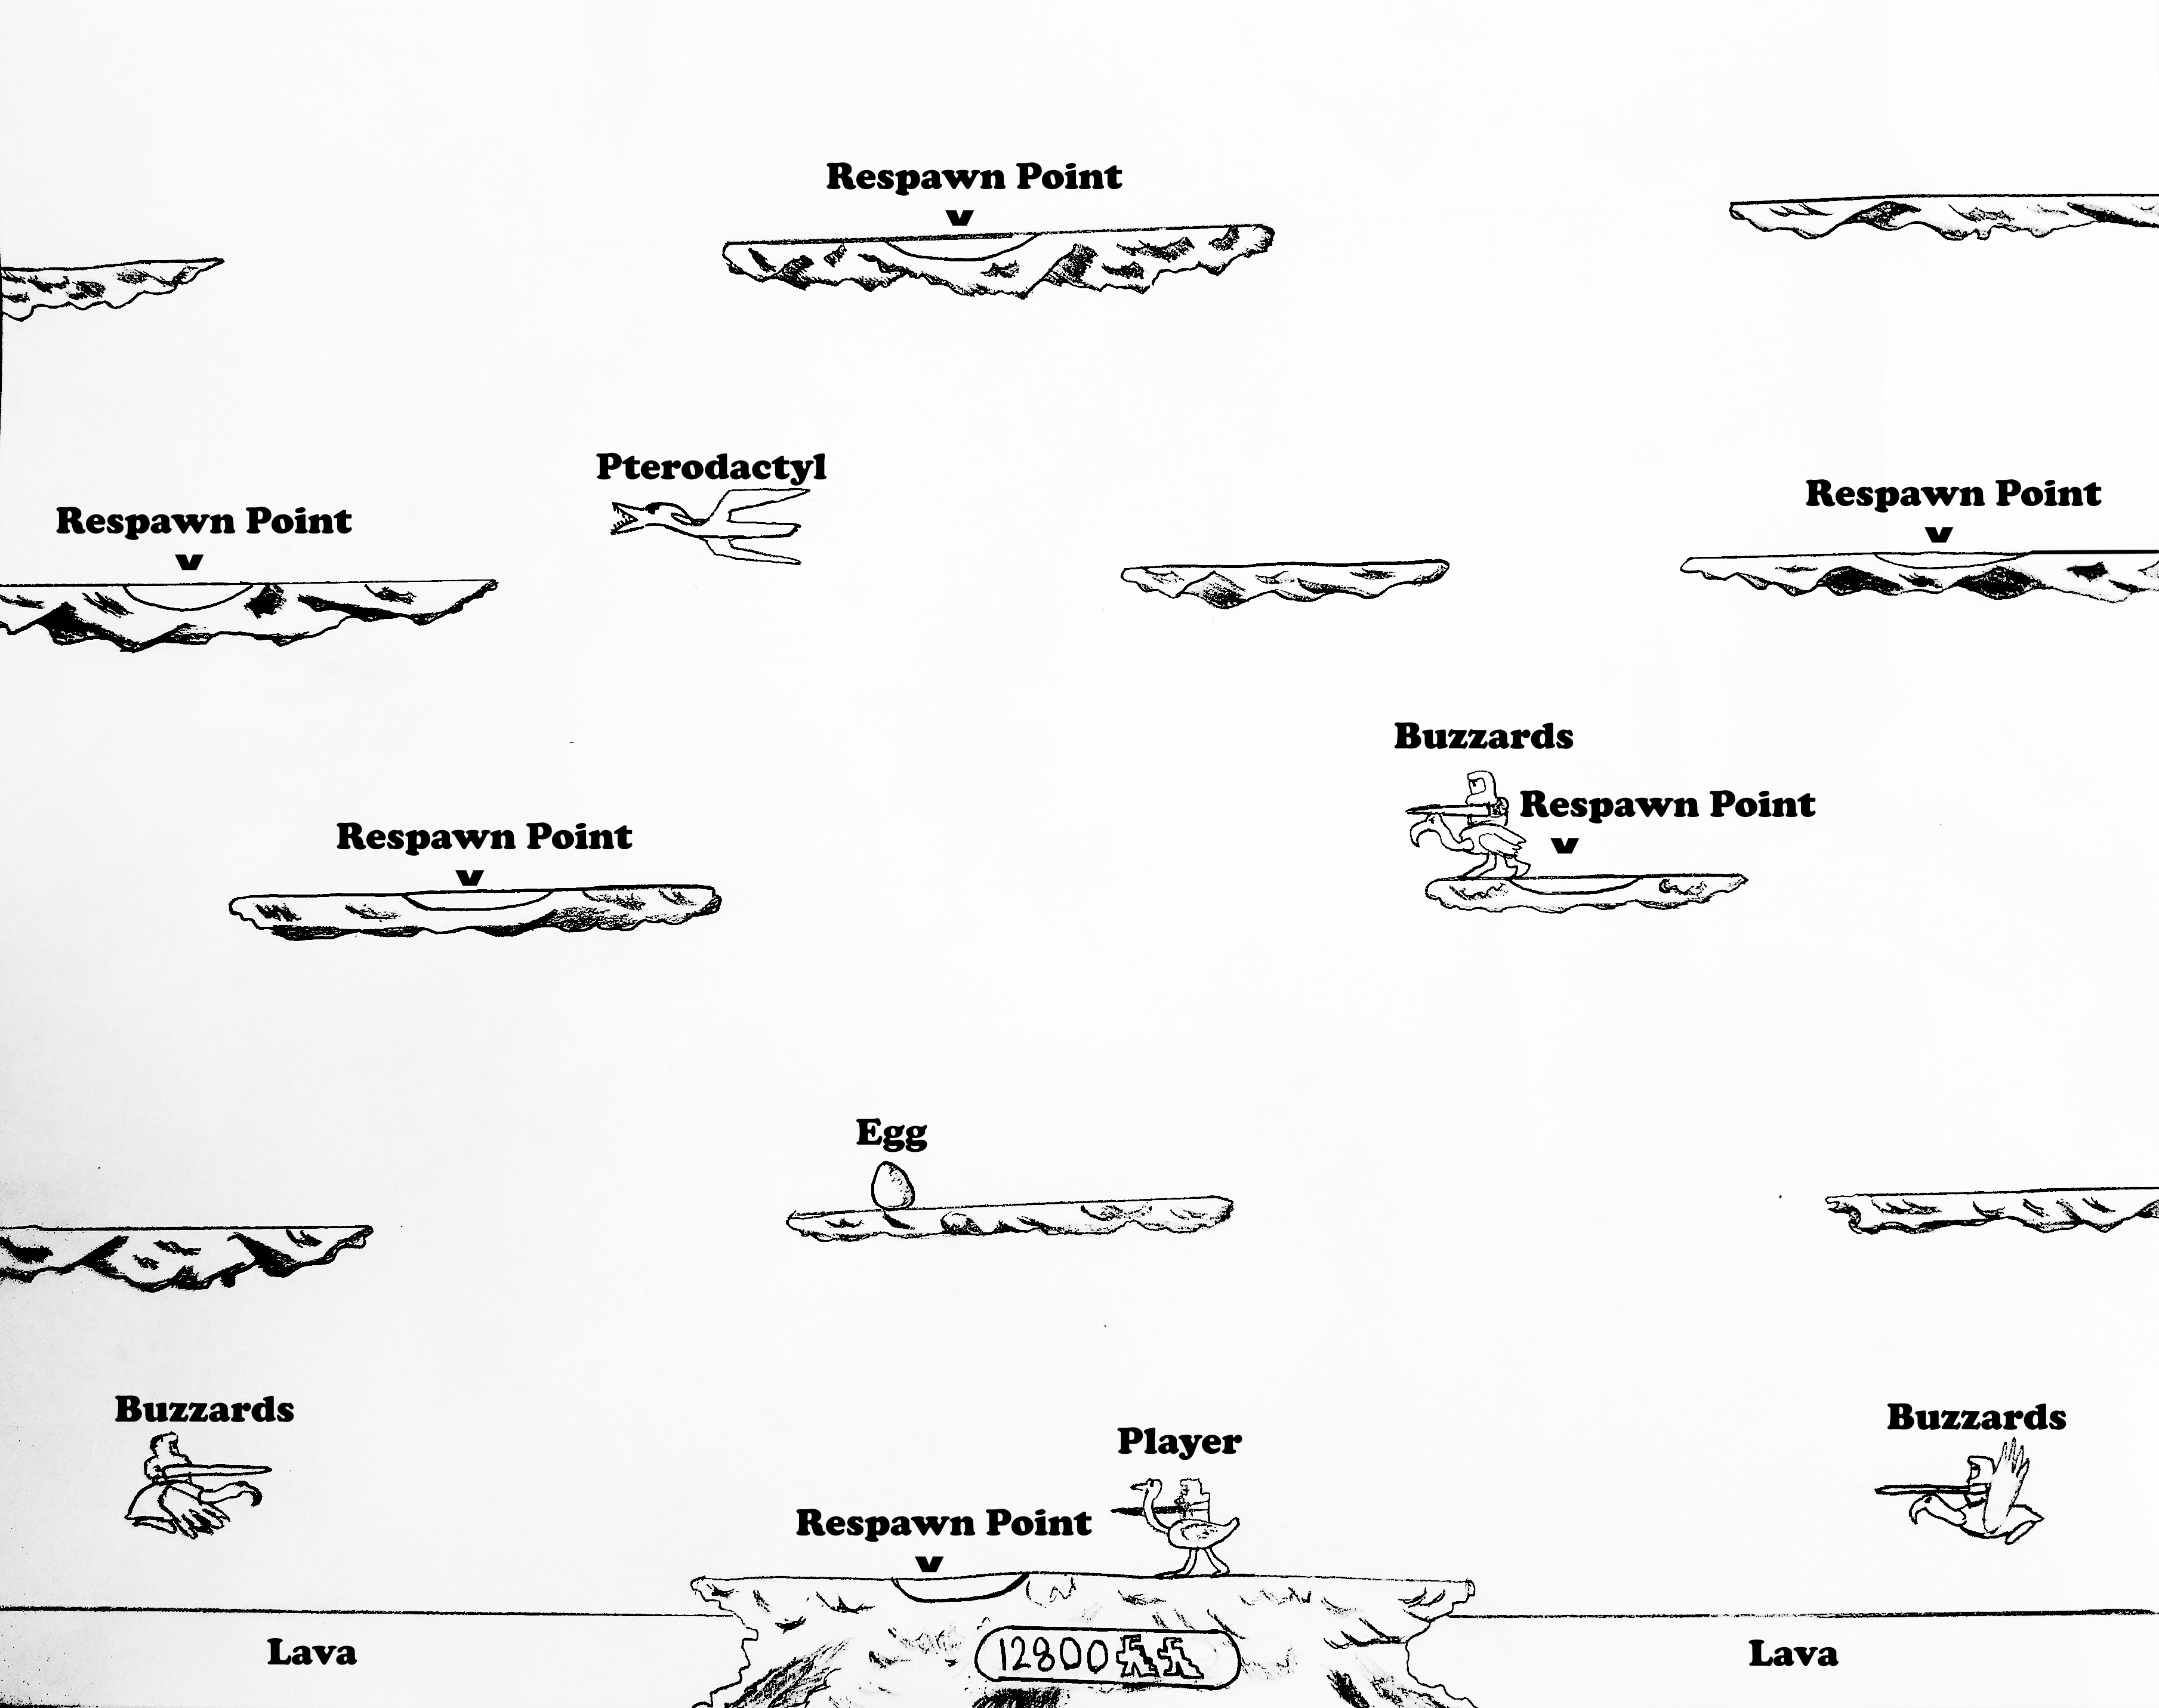 Respawn Point
v
Pterodactyl
Respawn Point
v
Respawn Point
v
Buzzards
Respawn Point
v
Respawn Point
v
Egg
Buzzards
Buzzards
Player
Respawn Point
v
12800
Lava
Lava